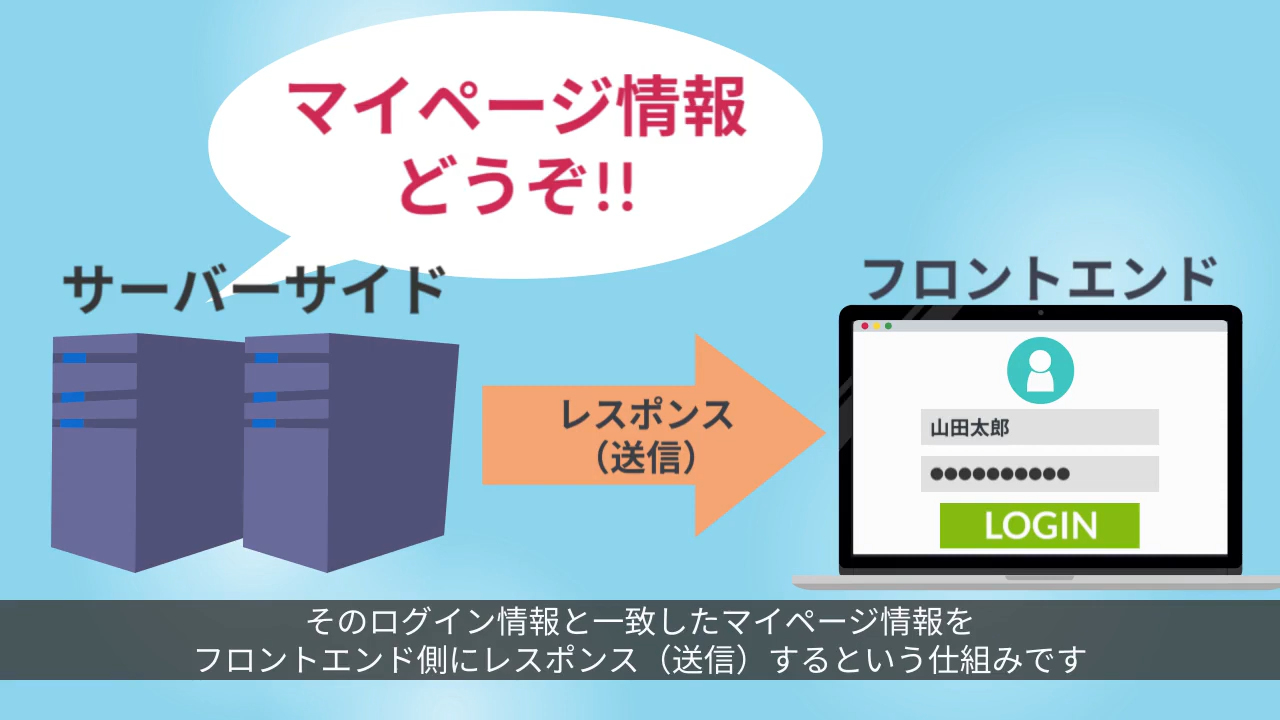 マイページ情報
どうぞ!!
サーバーサイド
フロントエンド
レスポンス
（送信）
山田太郎
●●●●●●●●●●
LOGIN
そのログイン情報と一致したマイページ情報を
フロントエンド側にレスポンス（送信）するという仕組みです